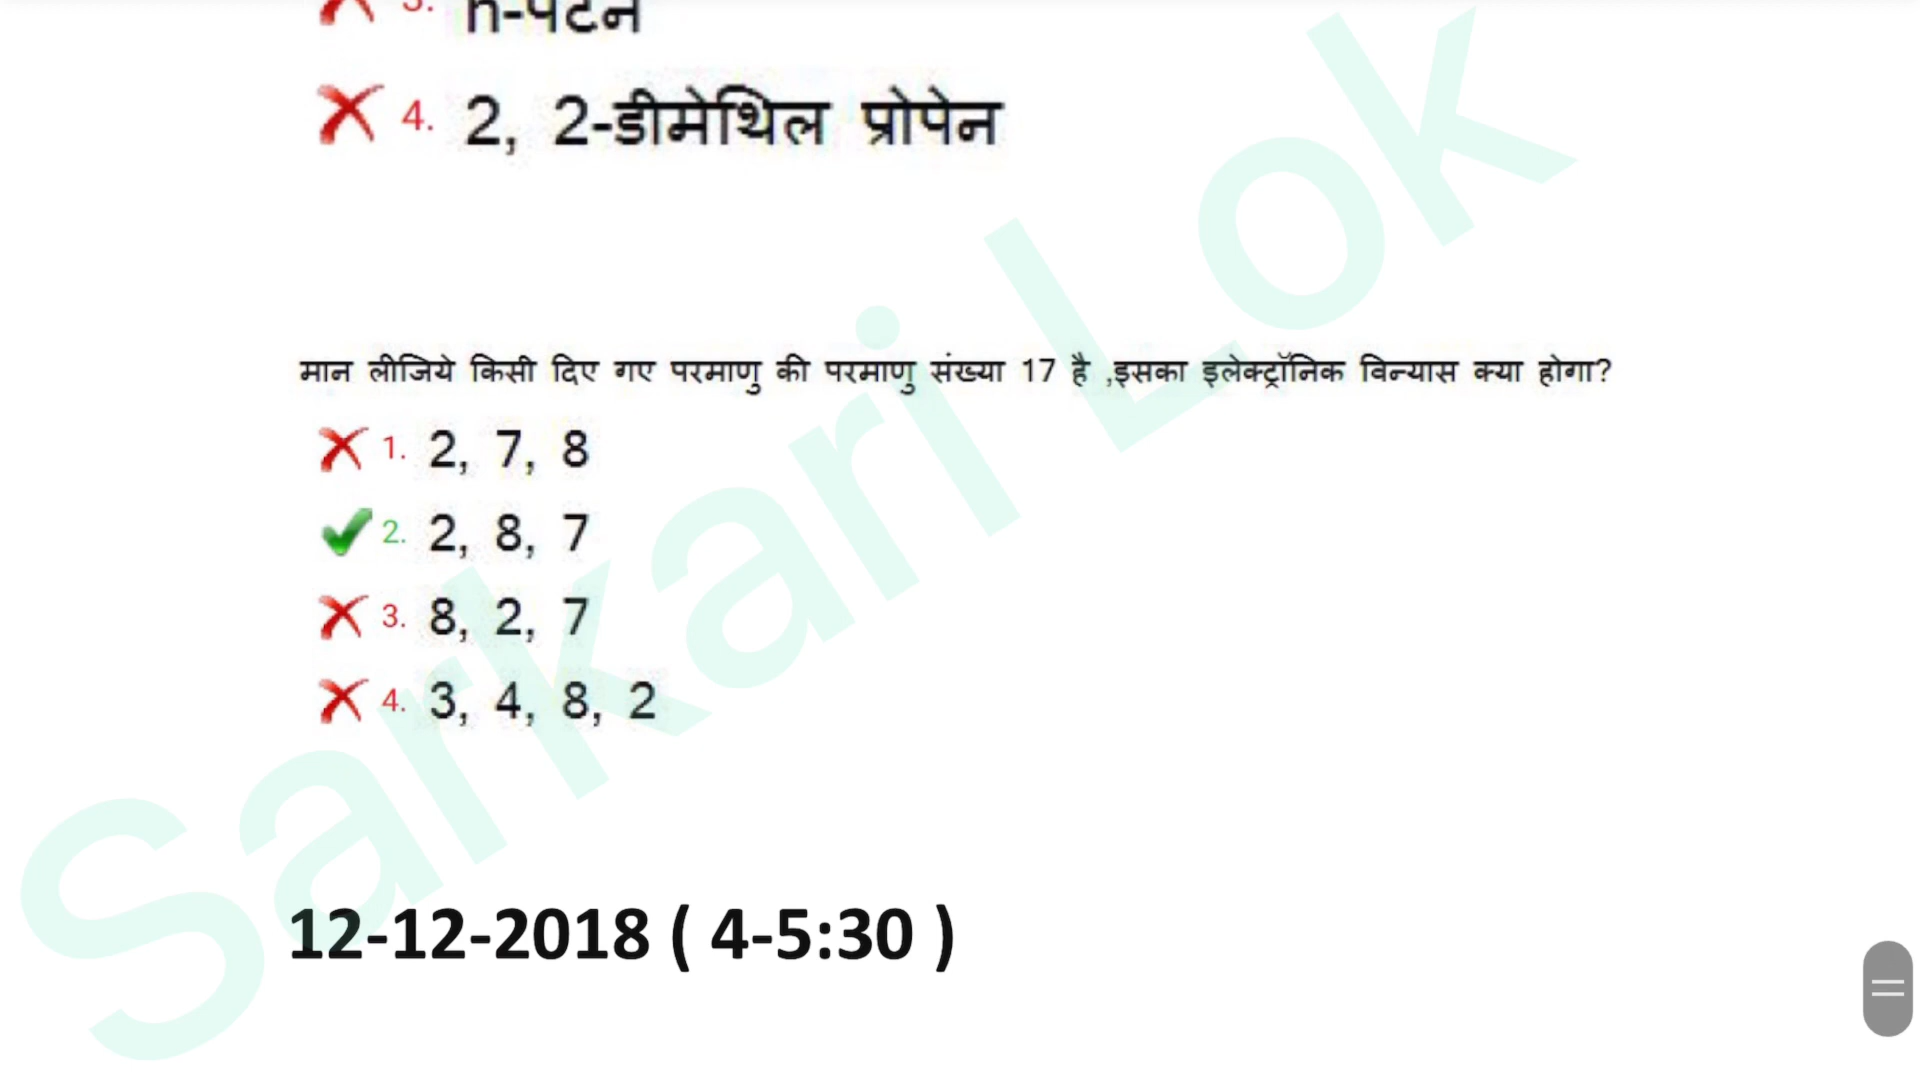 3. n-पेंटेन
4. 2, 2-डीमेथिल प्रोपेन
मान लीजिये किसी दिए गए परमाणु की परमाणु संख्या 17 है ,इसका इलेक्ट्रॉनिक विन्यास क्या होगा?
1. 2, 7, 8
2. 2, 8, 7
3. 8, 2, 7
4. 3, 4, 8, 2
12-12-2018 ( 4-5:30 )
Sarkari Lok